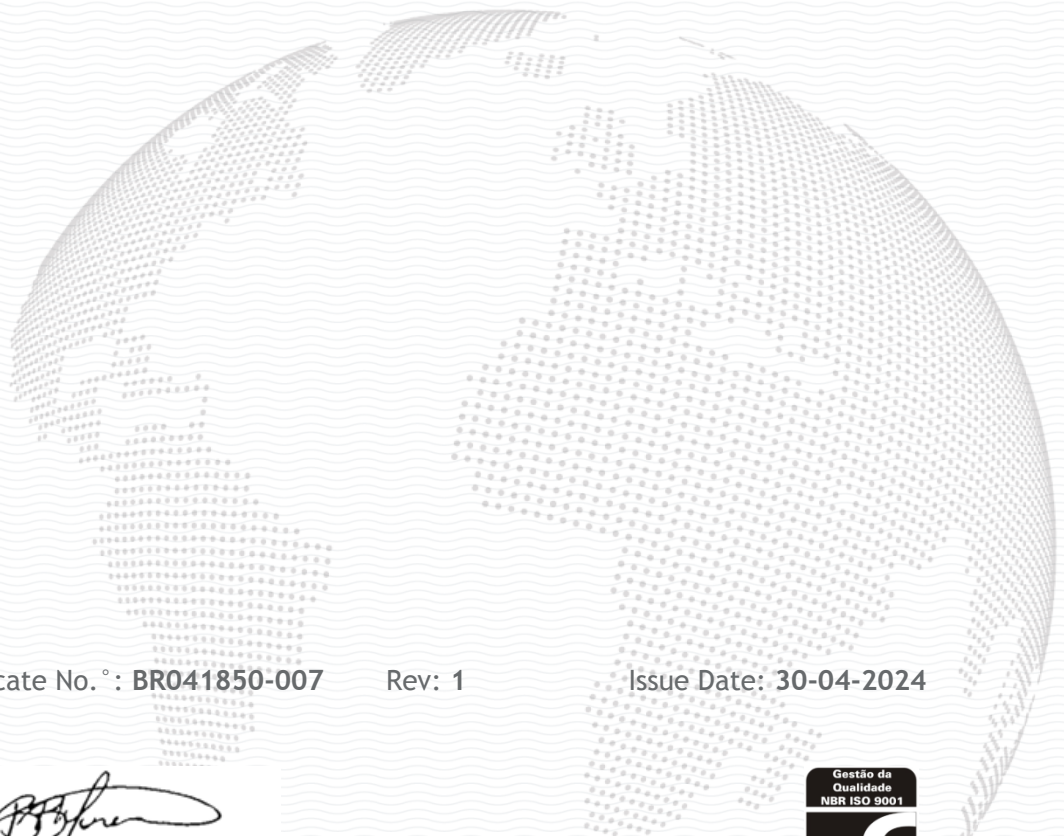 cate No.°: BR041850-007 Rev: 1 Issue Date: 30-04-2024
Gestão da
Qualidade
NBR ISO 9001